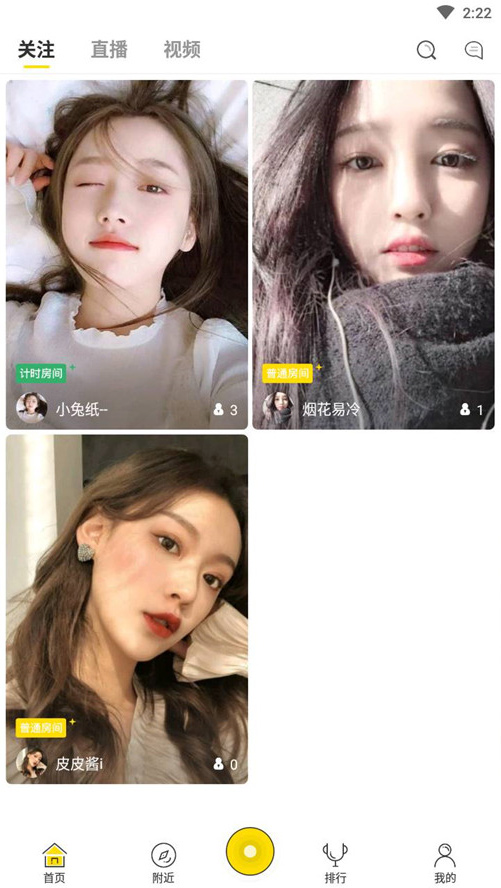 2:22
关注 直播 视频
计时房间
小兔纸-- 3
普通房间
烟花易冷 1
普通房间
皮皮酱i 0
首页 附近 排行 我的